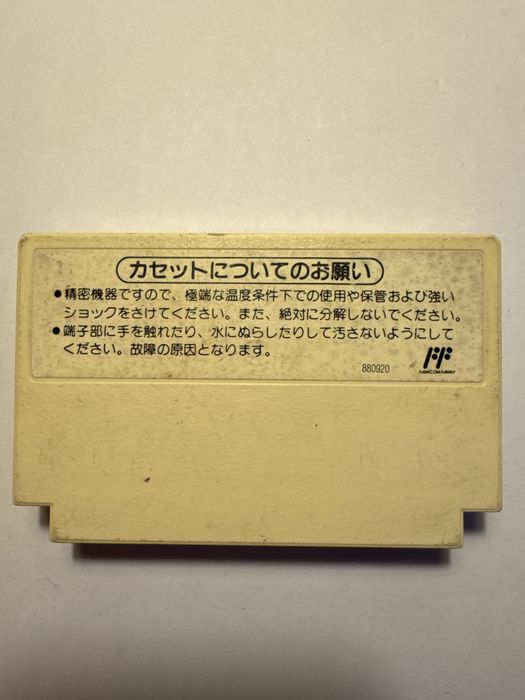 カセットについてのお願い
●精密機器ですので、極端な温度条件下での使用や保管および強い
ショックをさけてください。また、絶対に分解しないでください。
●端子部に手を触れたり、水にぬらしたりして汚さないようにして
ください。故障の原因となります。
880920
FAMICOM FAMILY